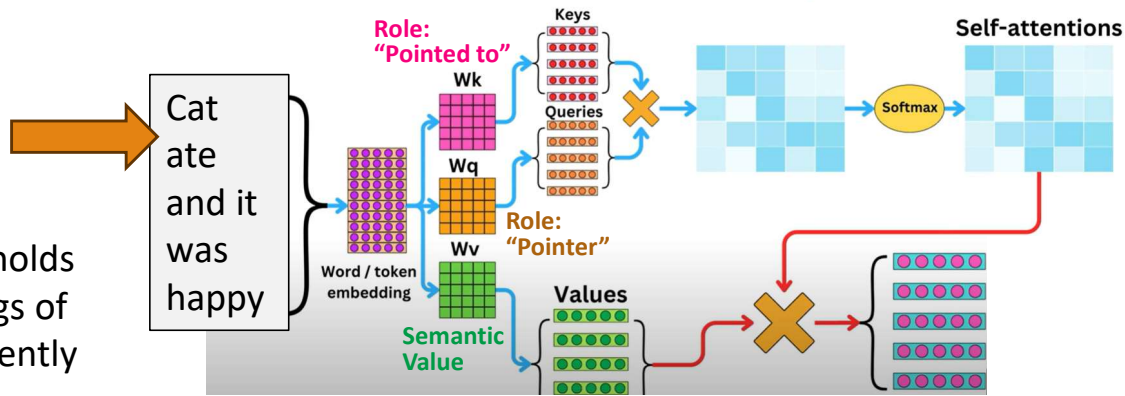 Cat
ate
and it
was
happy
holds
gs of
ently
Word / token
embedding
Role:
“Pointed to”
Wk
Wq
Wv
Keys
Queries
Role:
“Pointer”
Semantic
Value
Values
Softmax
Self-attentions